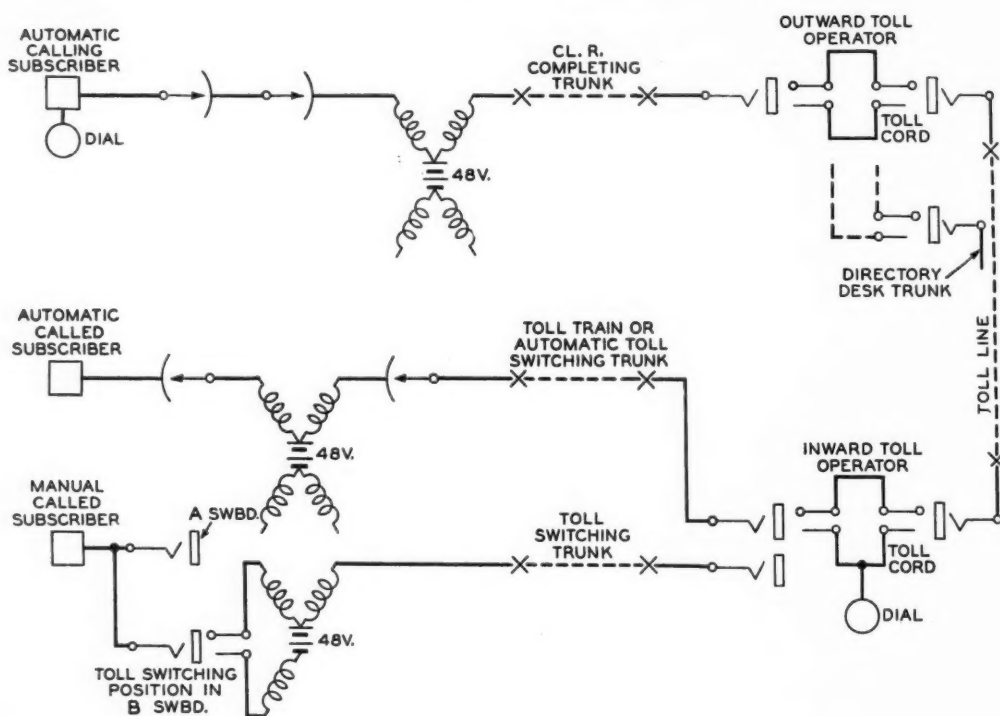 AUTOMATIC
CALLING
SUBSCRIBER
DIAL
48V.
CL. R.
COMPLETING
TRUNK
OUTWARD TOLL
OPERATOR
TOLL
CORD
DIRECTORY
DESK TRUNK
TOLL LINE
AUTOMATIC
CALLED
SUBSCRIBER
48V.
TOLL TRAIN OR
AUTOMATIC TOLL
SWITCHING TRUNK
INWARD TOLL
OPERATOR
TOLL
CORD
DIAL
MANUAL
CALLED
SUBSCRIBER
A SWBD.
TOLL
SWITCHING
TRUNK
48V.
TOLL SWITCHING
POSITION IN
B SWBD.